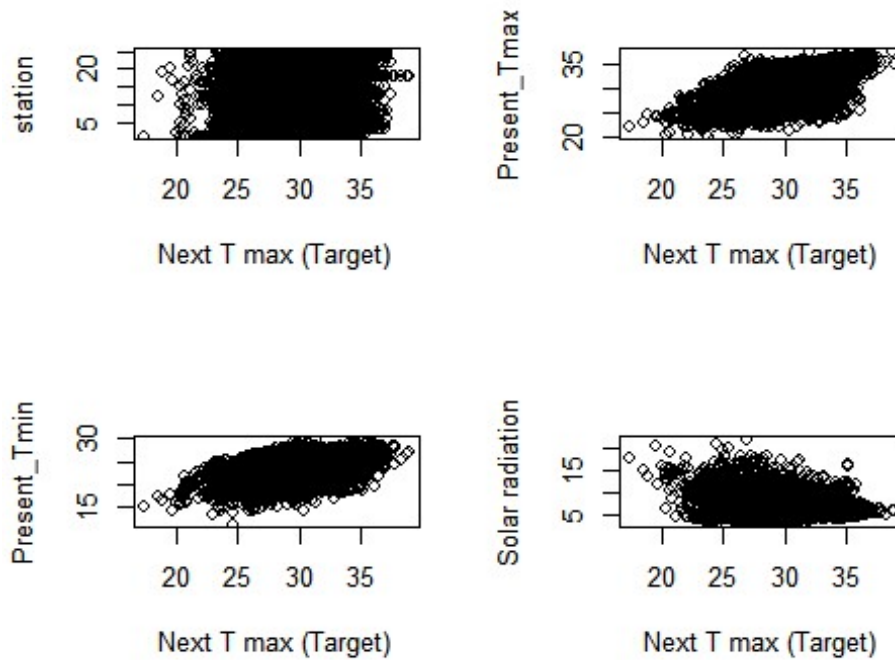 station
20
5
20 25 30 35
Next T max (Target)
Present_Tmax
35
20
20 25 30 35
Next T max (Target)
Present_Tmin
30
15
20 25 30 35
Next T max (Target)
Solar radiation
15
5
20 25 30 35
Next T max (Target)